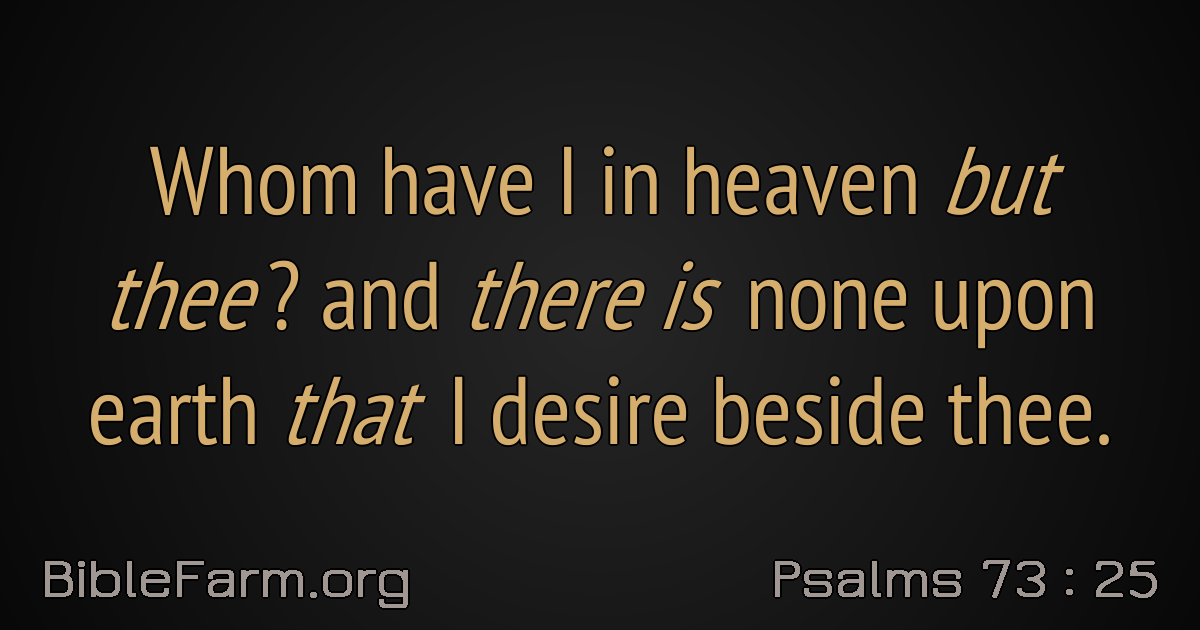 Whom have I in heaven but
thee? and there is none upon
earth that I desire beside thee.
BibleFarm.org
Psalms 73 : 25